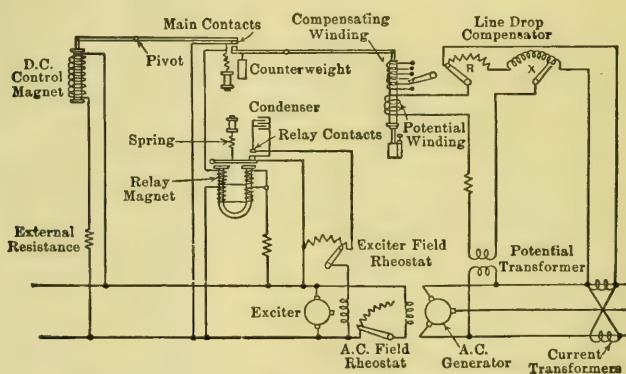 Main Contacts
Compensating
Winding
Line Drop
Compensator
D.C.
Control
Magnet
Pivot
Counterweight
R
X
Condenser
Potential
Winding
Spring
Relay Contacts
Relay
Magnet
External
Resistance
Exciter Field
Rheostat
Potential
Transformer
Exciter
A.C. Field
Rheostat
A.C.
Generator
Current
Transformers